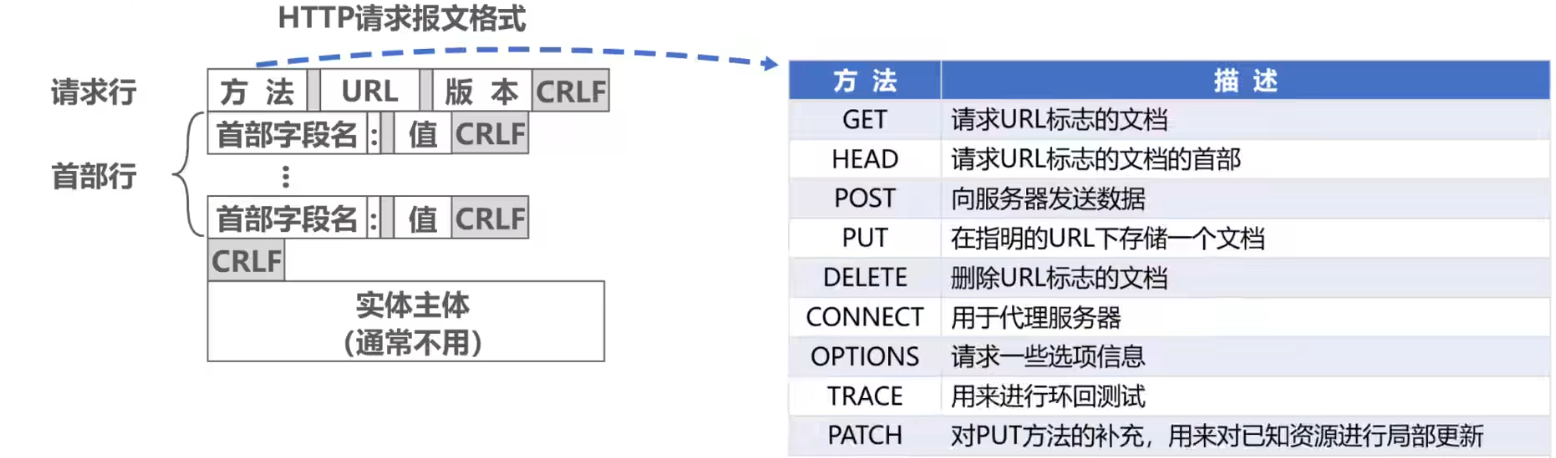 HTTP请求报文格式
请求行
方 法 URL 版 本 CRLF
首部字段名 : 值 CRLF
首部行
⋮
首部字段名 : 值 CRLF
CRLF
实体主体
(通常不用)
方 法 描 述
GET 请求URL标志的文档
HEAD 请求URL标志的文档的首部
POST 向服务器发送数据
PUT 在指明的URL下存储一个文档
DELETE 删除URL标志的文档
CONNECT 用于代理服务器
OPTIONS 请求一些选项信息
TRACE 用来进行环回测试
PATCH 对PUT方法的补充，用来对已知资源进行局部更新